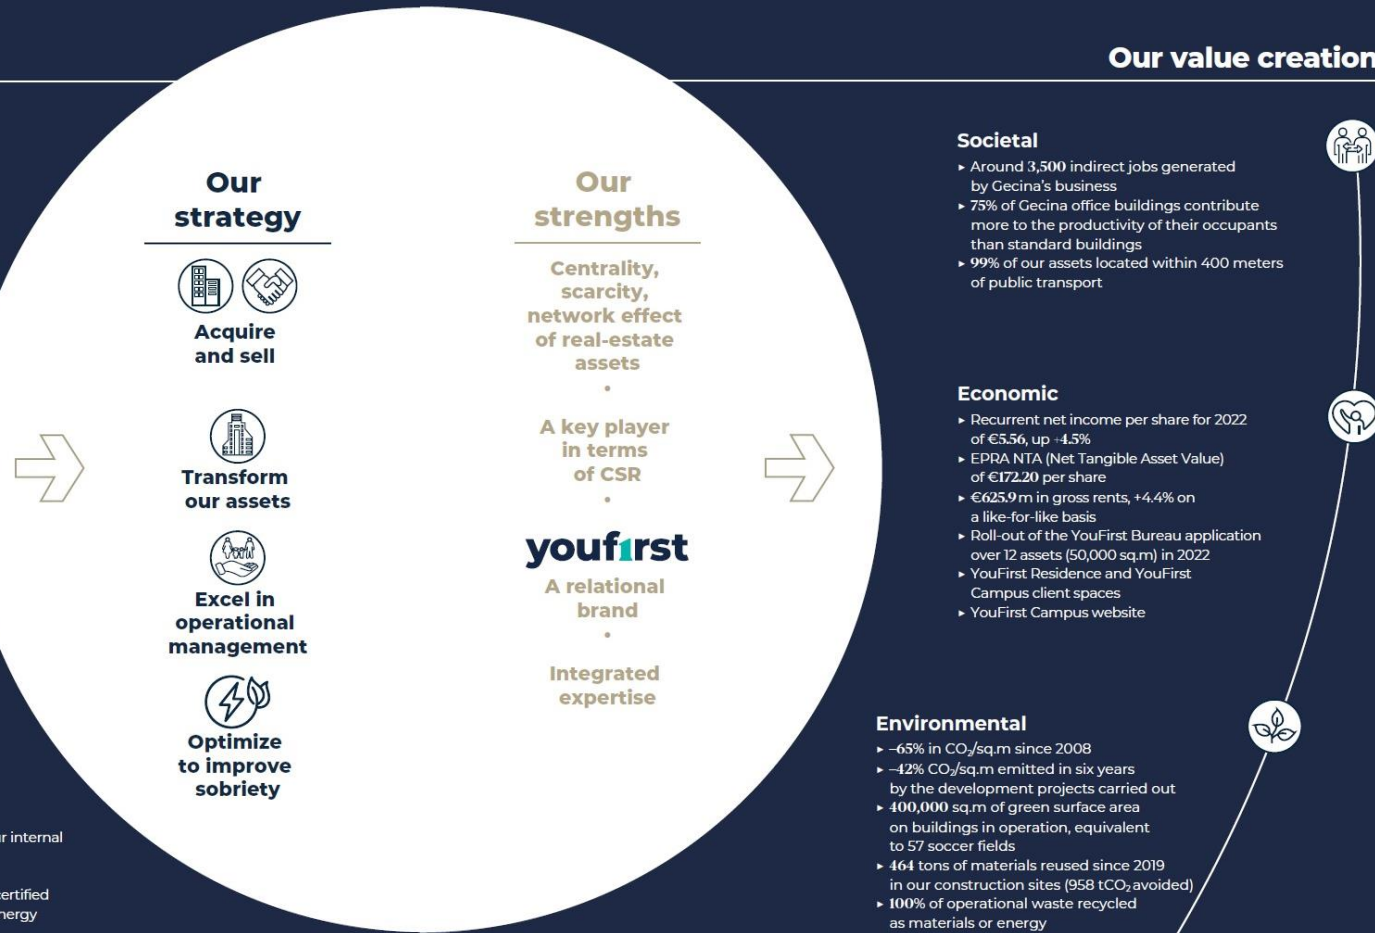 Our value creation
Our
strategy
Acquire
and sell
Transform
our assets
Excel in
operational
management
Optimize
to improve
sobriety
Our
strengths
Centrality,
scarcity,
network effect
of real-estate
assets
•
A key player
in terms
of CSR
•
youf1rst
A relational
brand
•
Integrated
expertise
Societal
▸ Around 3,500 indirect jobs generated
by Gecina's business
▸ 75% of Gecina office buildings contribute
more to the productivity of their occupants
than standard buildings
▸ 99% of our assets located within 400 meters
of public transport
Economic
▸ Recurrent net income per share for 2022
of €5.56, up +4.5%
▸ EPRA NTA (Net Tangible Asset Value)
of €172.20 per share
▸ €625.9 m in gross rents, +4.4% on
a like-for-like basis
▸ Roll-out of the YouFirst Bureau application
over 12 assets (50,000 sq.m) in 2022
▸ YouFirst Residence and YouFirst
Campus client spaces
▸ YouFirst Campus website
Environmental
▸ –65% in CO₂/sq.m since 2008
▸ –42% CO₂/sq.m emitted in six years
by the development projects carried out
▸ 400,000 sq.m of green surface area
on buildings in operation, equivalent
to 57 soccer fields
▸ 464 tons of materials reused since 2019
in our construction sites (958 tCO₂ avoided)
▸ 100% of operational waste recycled
as materials or energy
internal